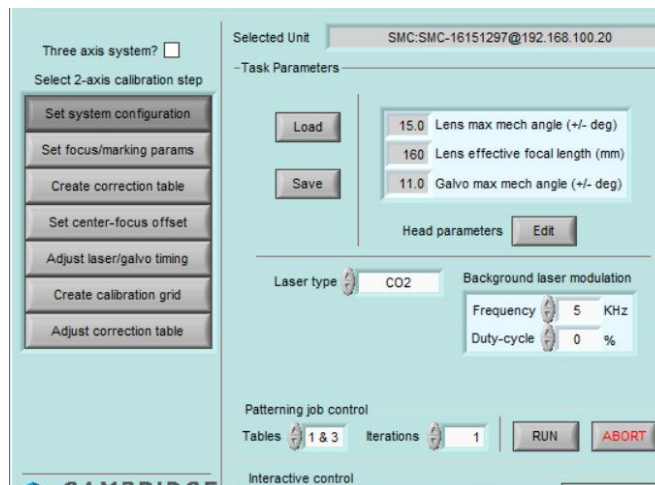 Three axis system?
Select 2-axis calibration step
Set system configuration
Set focus/marking params
Create correction table
Set center-focus offset
Adjust laser/galvo timing
Create calibration grid
Adjust correction table
CAMBRIDGE
Selected Unit SMC:SMC-16151297@192.168.100.20
Task Parameters
Load
Save
15.0 Lens max mech angle (+/- deg)
160 Lens effective focal length (mm)
11.0 Galvo max mech angle (+/- deg)
Head parameters Edit
Laser type CO2
Background laser modulation
Frequency 5 KHz
Duty-cycle 0 %
Patterning job control
Tables 1 & 3 Iterations 1 RUN ABORT
Interactive control